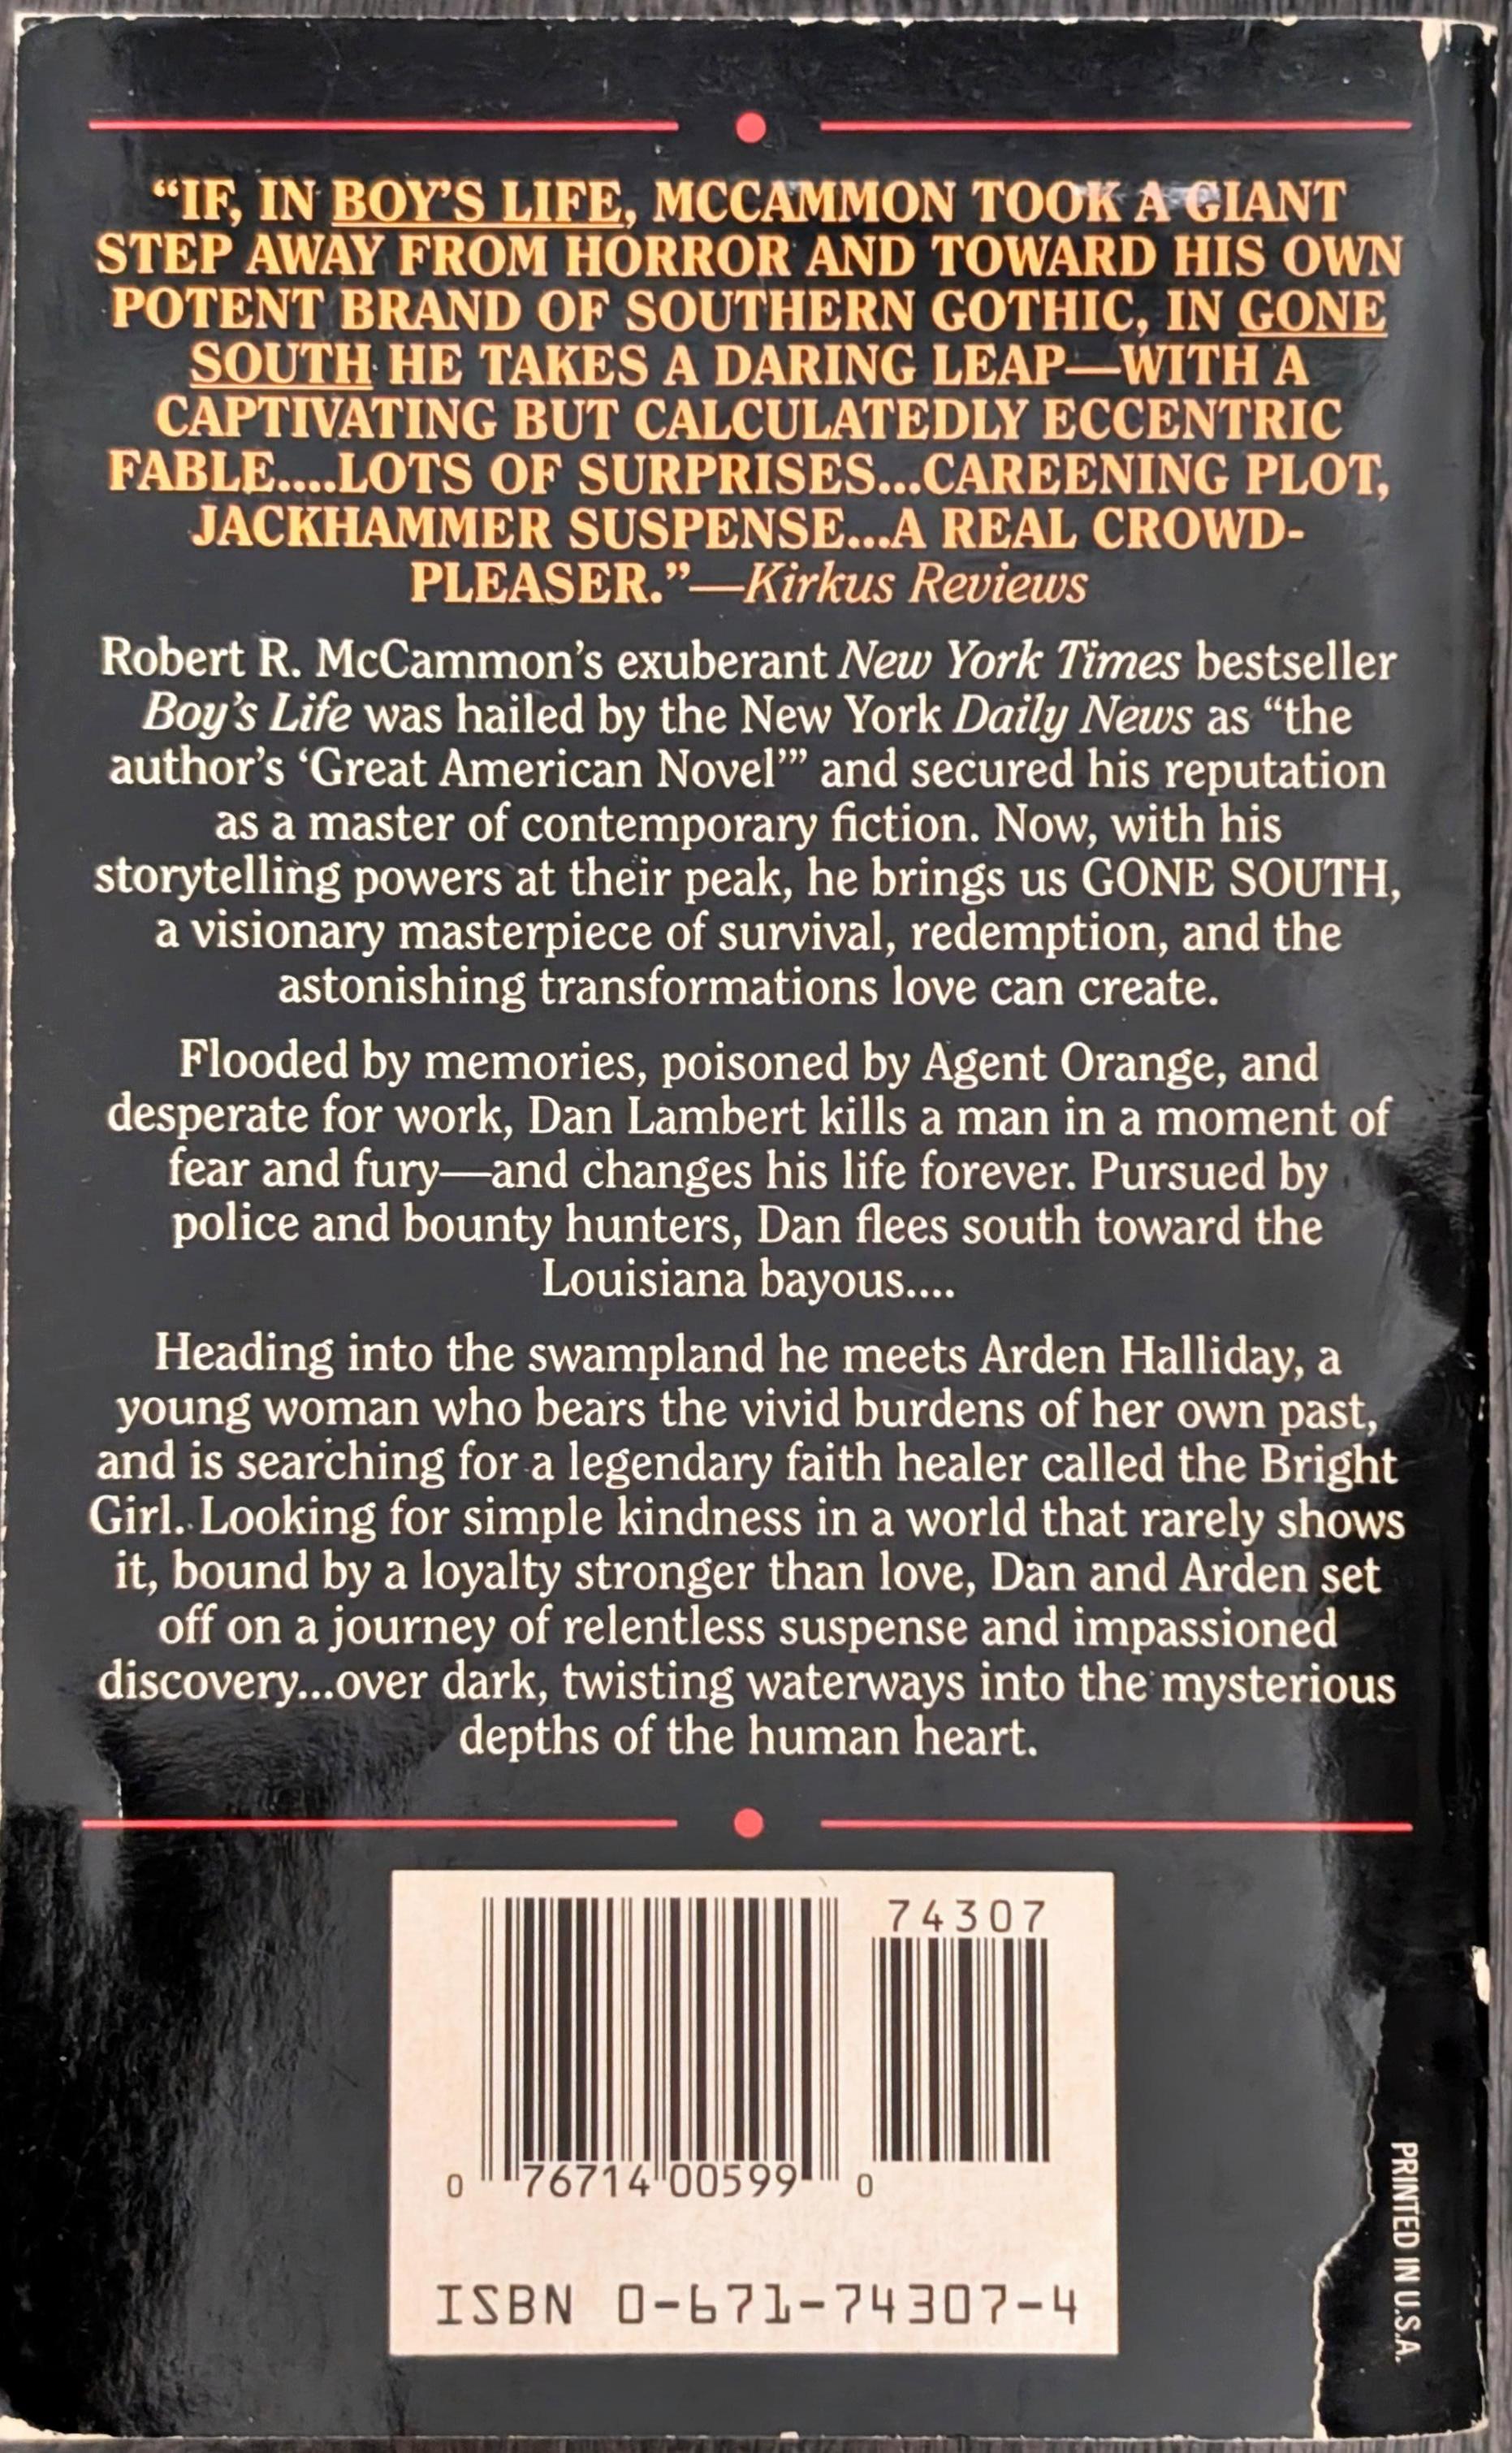 “IF, IN BOY’S LIFE, MCCAMMON TOOK A GIANT
STEP AWAY FROM HORROR AND TOWARD HIS OWN
POTENT BRAND OF SOUTHERN GOTHIC, IN GONE
SOUTH HE TAKES A DARING LEAP—WITH A
CAPTIVATING BUT CALCULATEDLY ECCENTRIC
FABLE....LOTS OF SURPRISES...CAREENING PLOT,
JACKHAMMER SUSPENSE...A REAL CROWD-
PLEASER.”—Kirkus Reviews
Robert R. McCammon’s exuberant New York Times bestseller
Boy’s Life was hailed by the New York Daily News as “the
author’s ‘Great American Novel’” and secured his reputation
as a master of contemporary fiction. Now, with his
storytelling powers at their peak, he brings us GONE SOUTH,
a visionary masterpiece of survival, redemption, and the
astonishing transformations love can create.
Flooded by memories, poisoned by Agent Orange, and
desperate for work, Dan Lambert kills a man in a moment of
fear and fury—and changes his life forever. Pursued by
police and bounty hunters, Dan flees south toward the
Louisiana bayous....
Heading into the swampland he meets Arden Halliday, a
young woman who bears the vivid burdens of her own past,
and is searching for a legendary faith healer called the Bright
Girl. Looking for simple kindness in a world that rarely shows
it, bound by a loyalty stronger than love, Dan and Arden set
off on a journey of relentless suspense and impassioned
discovery...over dark, twisting waterways into the mysterious
depths of the human heart.
74307
0 76714 00599 0
ISBN 0-671-74307-4
PRINTED IN U.S.A.